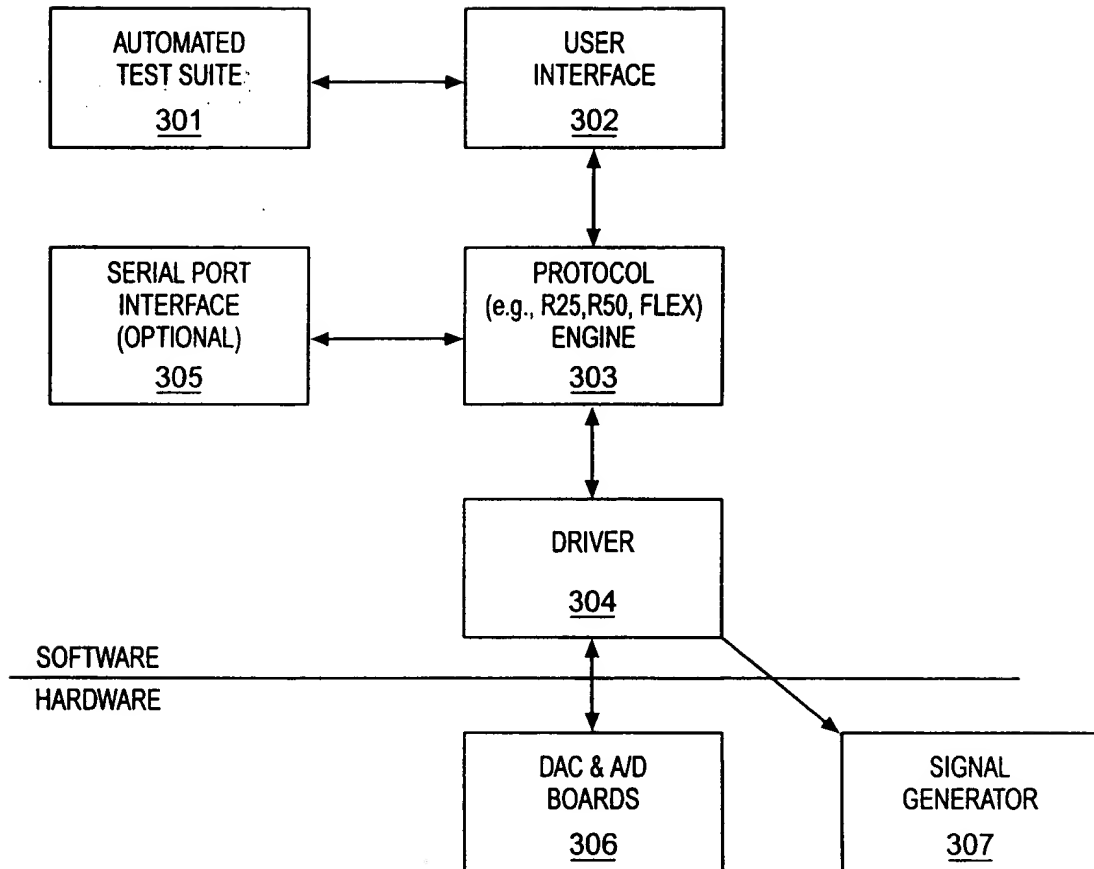 AUTOMATED
TEST SUITE
301
USER
INTERFACE
302
SERIAL PORT
INTERFACE
(OPTIONAL)
305
PROTOCOL
(e.g., R25,R50, FLEX)
ENGINE
303
DRIVER
304
SOFTWARE
HARDWARE
DAC & A/D
BOARDS
306
SIGNAL
GENERATOR
307